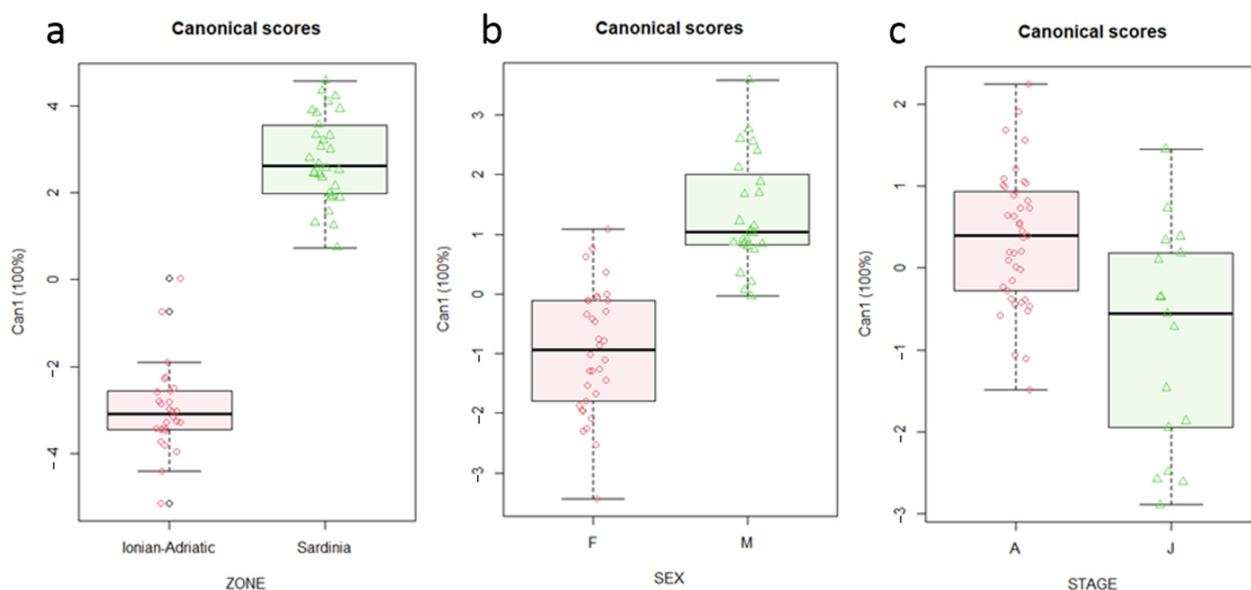 a
Canonical scores
Can1 (100%)
4
2
0
−2
−4
Ionian-Adriatic Sardinia
ZONE
b
Canonical scores
Can1 (100%)
3
2
1
0
−1
−2
−3
F M
SEX
c
Canonical scores
Can1 (100%)
2
1
0
−1
−2
−3
A J
STAGE